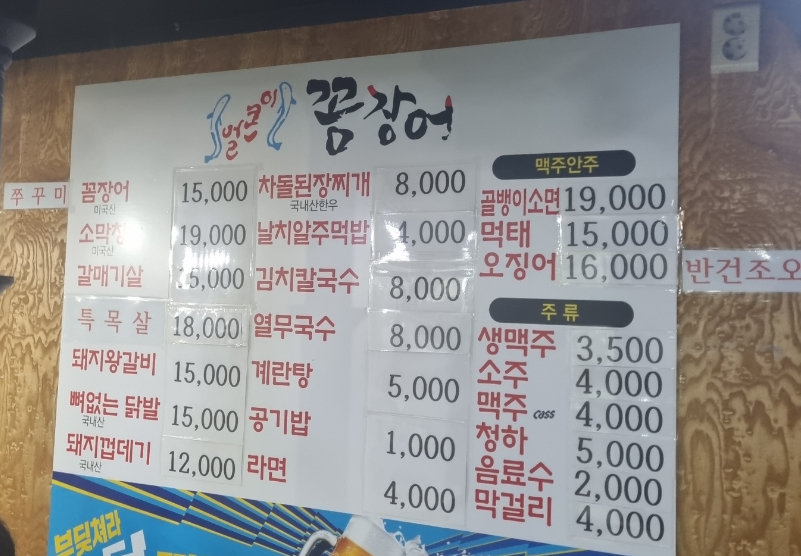 얼큰이 꼼장어
쭈꾸미
꼼장어 15,000
미국산
소막창 19,000
미국산
갈매기살 15,000
특목살 18,000
돼지왕갈비 15,000
뼈없는 닭발 15,000
국내산
돼지껍데기 12,000
국내산
차돌된장찌개 8,000
국내산한우
날치알주먹밥 4,000
김치칼국수 8,000
열무국수 8,000
계란탕 5,000
공기밥 1,000
라면 4,000
맥주안주
골뱅이소면 19,000
먹태 15,000
오징어 16,000
반건조오
주류
생맥주 3,500
소주 4,000
맥주 cass 4,000
청하 5,000
음료수 2,000
막걸리 4,000
부딪쳐라